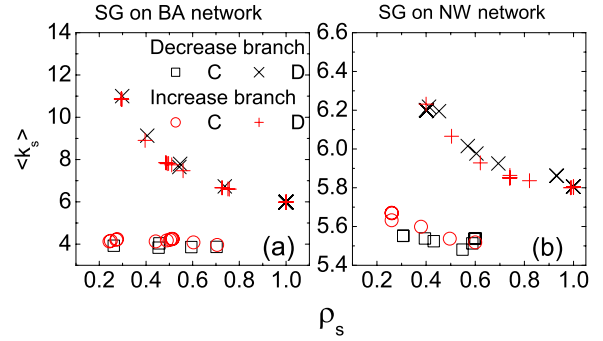 SG on BA network
SG on NW network
Decrease branch
C D
Increase branch
C D
<k_s>
14
12
10
8
6
4
0.2 0.4 0.6 0.8 1.0
(a)
6.6
6.4
6.2
6.0
5.8
5.6
5.4
0.2 0.4 0.6 0.8 1.0
(b)
ρ_s